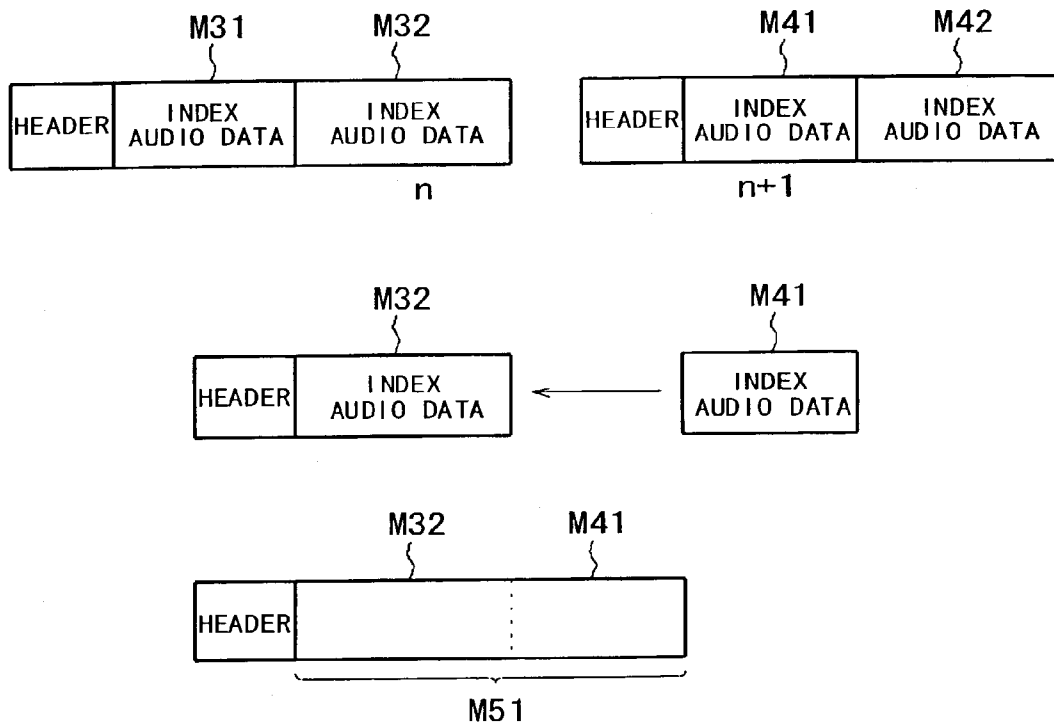 M31 M32 M41 M42
HEADER INDEX AUDIO DATA INDEX AUDIO DATA HEADER INDEX AUDIO DATA INDEX AUDIO DATA
n n+1
M32 M41
HEADER INDEX AUDIO DATA INDEX AUDIO DATA
M32 M41
HEADER
M51